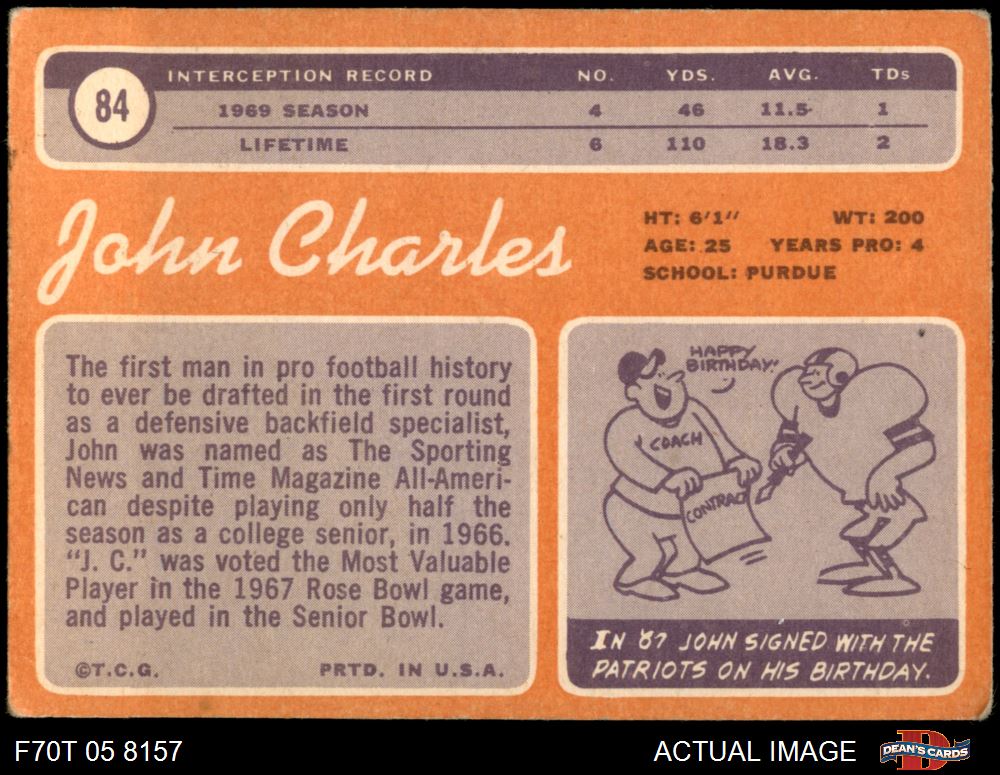 84
INTERCEPTION RECORD NO. YDS. AVG. TDs
1969 SEASON 4 46 11.5 1
LIFETIME 6 110 18.3 2
John Charles
HT: 6'1" WT: 200
AGE: 25 YEARS PRO: 4
SCHOOL: PURDUE
The first man in pro football history
to ever be drafted in the first round
as a defensive backfield specialist,
John was named as The Sporting
News and Time Magazine All-Ameri-
can despite playing only half the
season as a college senior, in 1966.
"J. C." was voted the Most Valuable
Player in the 1967 Rose Bowl game,
and played in the Senior Bowl.
©T.C.G. PRTD. IN U.S.A.
HAPPY
BIRTHDAY!
COACH
CONTRACT
IN '67 JOHN SIGNED WITH THE
PATRIOTS ON HIS BIRTHDAY.
F70T 05 8157 ACTUAL IMAGE DEAN'S CARDS